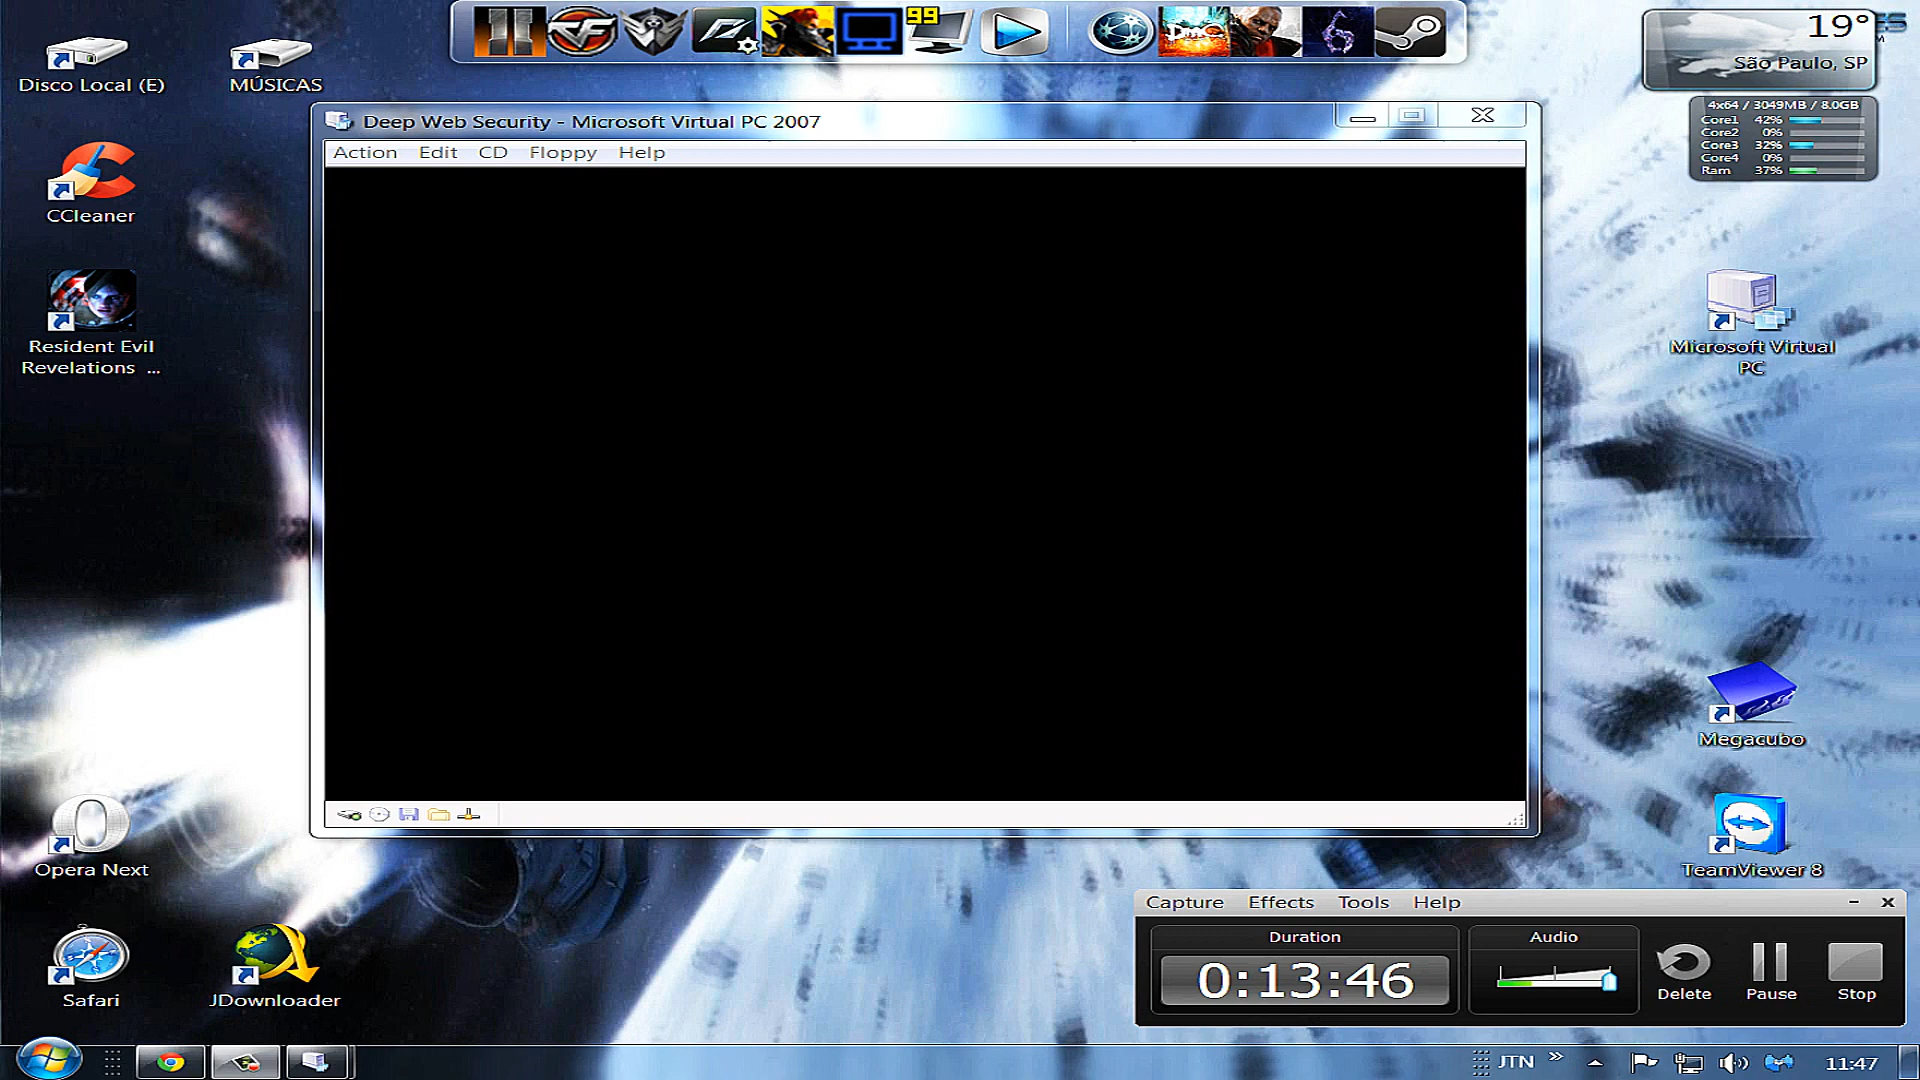 Disco Local (E)
MÚSICAS
CCleaner
Resident Evil
Revelations ...
Opera Next
Safari
JDownloader
99
DmC
19°
São Paulo, SP
4x64 / 3049MB / 8.0GB
Core1 42%
Core2 0%
Core3 32%
Core4 0%
Ram 37%
Deep Web Security - Microsoft Virtual PC 2007
Action Edit CD Floppy Help
Microsoft Virtual
PC
Megacubo
TeamViewer 8
Capture Effects Tools Help
Duration
0:13:46
Audio
Delete
Pause
Stop
JTN
11:47